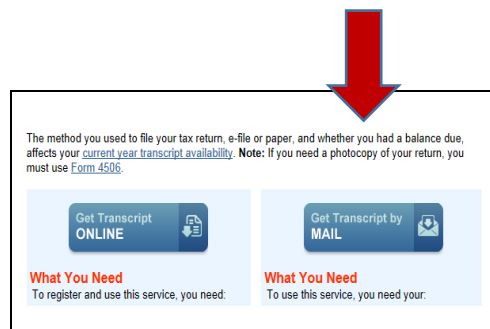 The method you used to file your tax return, e-file or paper, and whether you had a balance due,
affects your current year transcript availability. Note: If you need a photocopy of your return, you
must use Form 4506.
Get Transcript
ONLINE
What You Need
To register and use this service, you need:
Get Transcript by
MAIL
What You Need
To use this service, you need your: